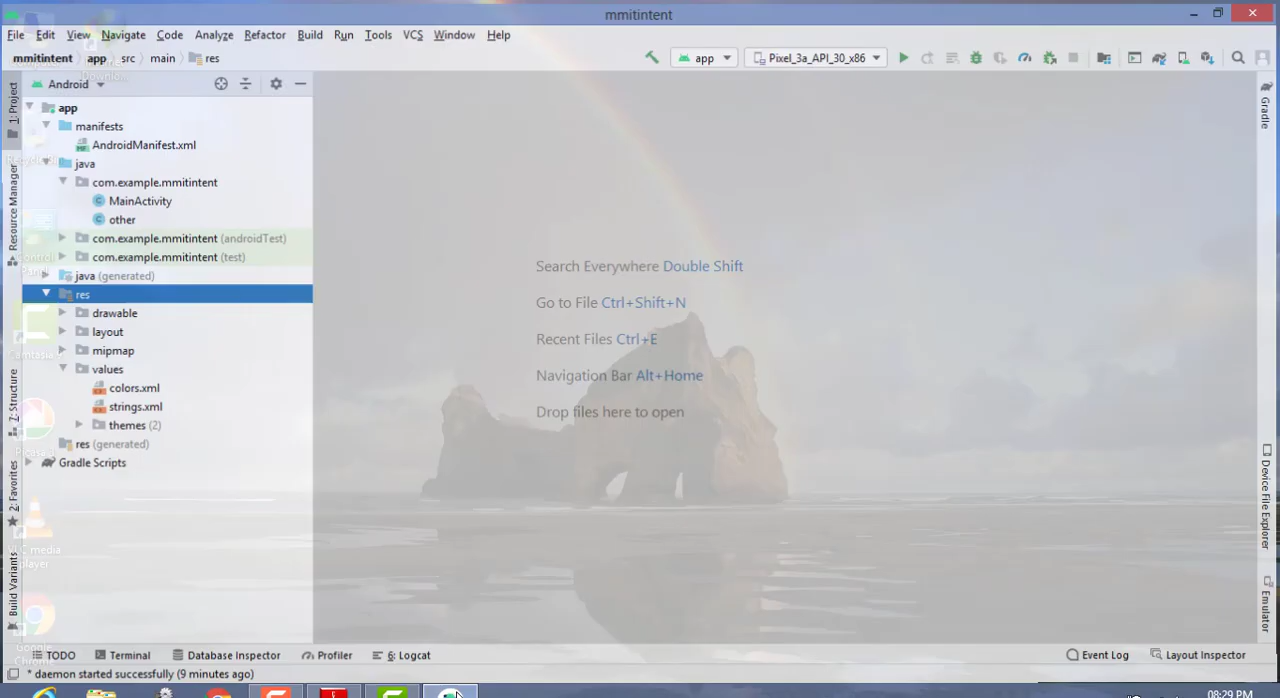 mmitintent
File Edit View Navigate Code Analyze Refactor Build Run Tools VCS Window Help
mmitintent app src main res
app Pixel_3a_API_30_x86
Android
1: Project
Resource Manager
Z: Structure
2: Favorites
Build Variants
app
manifests
AndroidManifest.xml
java
com.example.mmitintent
MainActivity
other
com.example.mmitintent (androidTest)
com.example.mmitintent (test)
java (generated)
res
drawable
layout
mipmap
values
colors.xml
strings.xml
themes (2)
res (generated)
Gradle Scripts
Search Everywhere Double Shift
Go to File Ctrl+Shift+N
Recent Files Ctrl+E
Navigation Bar Alt+Home
Drop files here to open
Gradle
Device File Explorer
Emulator
TODO Terminal Database Inspector Profiler 6: Logcat Event Log Layout Inspector
* daemon started successfully (9 minutes ago)
08:29 PM